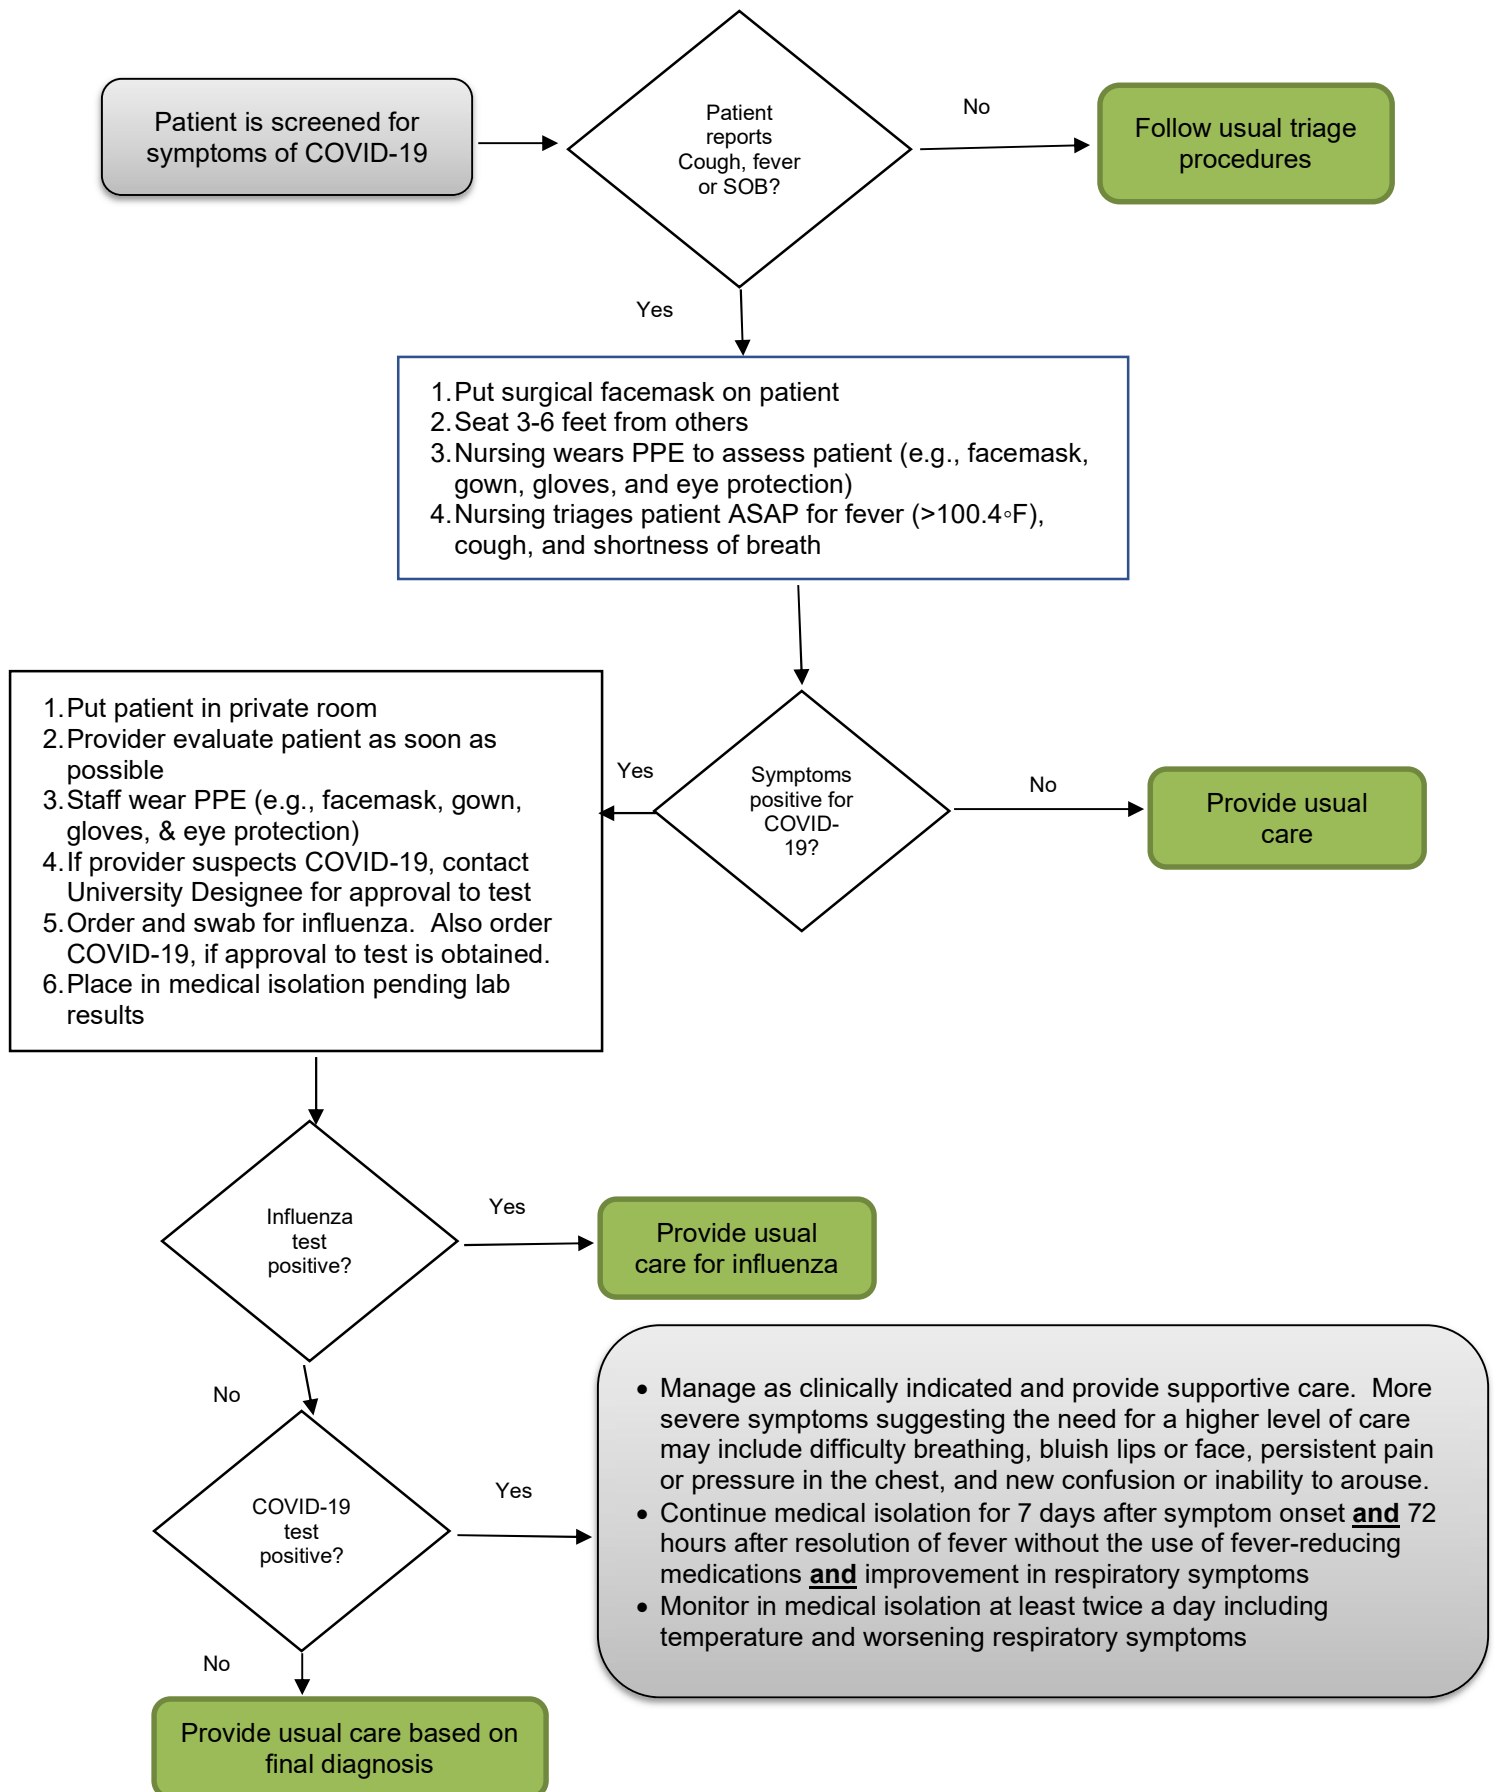 Patient is screened for
symptoms of COVID-19
Patient
reports
Cough, fever
or SOB?
No
Follow usual triage
procedures
Yes
1.Put surgical facemask on patient
2.Seat 3-6 feet from others
3.Nursing wears PPE to assess patient (e.g., facemask,
gown, gloves, and eye protection)
4.Nursing triages patient ASAP for fever (>100.4◦F),
cough, and shortness of breath
1.Put patient in private room
2.Provider evaluate patient as soon as
possible
3.Staff wear PPE (e.g., facemask, gown,
gloves, & eye protection)
4.If provider suspects COVID-19, contact
University Designee for approval to test
5.Order and swab for influenza.  Also order
COVID-19, if approval to test is obtained.
6.Place in medical isolation pending lab
results
Yes
Symptoms
positive for
COVID-
19?
No
Provide usual
care
Influenza
test
positive?
Yes
Provide usual
care for influenza
No
COVID-19
test
positive?
Yes
• Manage as clinically indicated and provide supportive care.  More
severe symptoms suggesting the need for a higher level of care
may include difficulty breathing, bluish lips or face, persistent pain
or pressure in the chest, and new confusion or inability to arouse.
• Continue medical isolation for 7 days after symptom onset and 72
hours after resolution of fever without the use of fever-reducing
medications and improvement in respiratory symptoms
• Monitor in medical isolation at least twice a day including
temperature and worsening respiratory symptoms
No
Provide usual care based on
final diagnosis